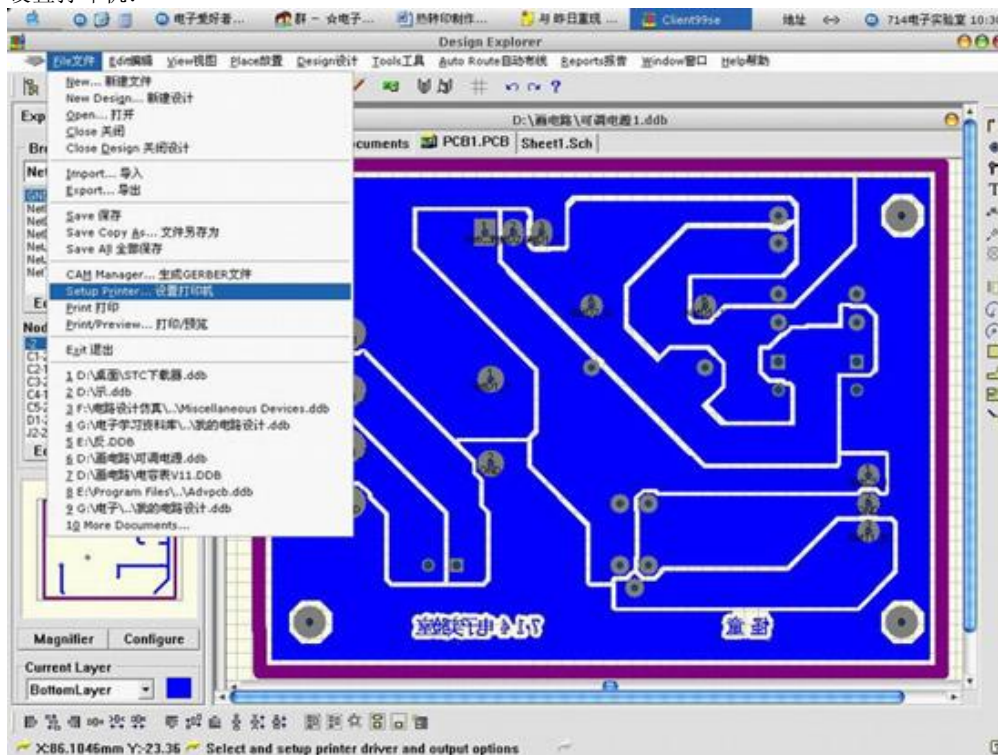 设置打印机:
电子爱好者...
群 - ☆电子...
热转印制作...
与 昨日重现 ...
Client99se
地址
714电子实验室 10:38
Design Explorer
File文件 Edit编辑 View视图 Place放置 Design设计 Tools工具 Auto Route自动布线 Reports报告 Window窗口 Help帮助
New... 新建文件
New Design... 新建设计
Open... 打开
Close 关闭
Close Design 关闭设计
Import... 导入
Export... 导出
Save 保存
Save Copy As... 文件另存为
Save All 全部保存
CAM Manager... 生成GERBER文件
Setup Printer... 设置打印机
Print 打印
Print/Preview... 打印/预览
Exit 退出
1 D:\桌面\STC下载器.ddb
2 D:\示.ddb
3 F:\电路设计仿真\...\Miscellaneous Devices.ddb
4 G:\电子学习资料库\...\我的电路设计.ddb
5 E:\反.DDB
6 D:\画电路\可调电源.ddb
7 D:\画电路\电容表V11.DDB
8 E:\Program Files\...\Advpcb.ddb
9 G:\电子\...\我的电路设计.ddb
10 More Documents...
Exp
D:\画电路\可调电源1.ddb
cuments PCB1.PCB Sheet1.Sch
714电子实验室
Magnifier Configure
Current Layer
BottomLayer
X:86.1046mm Y:-23.36 Select and setup printer driver and output options